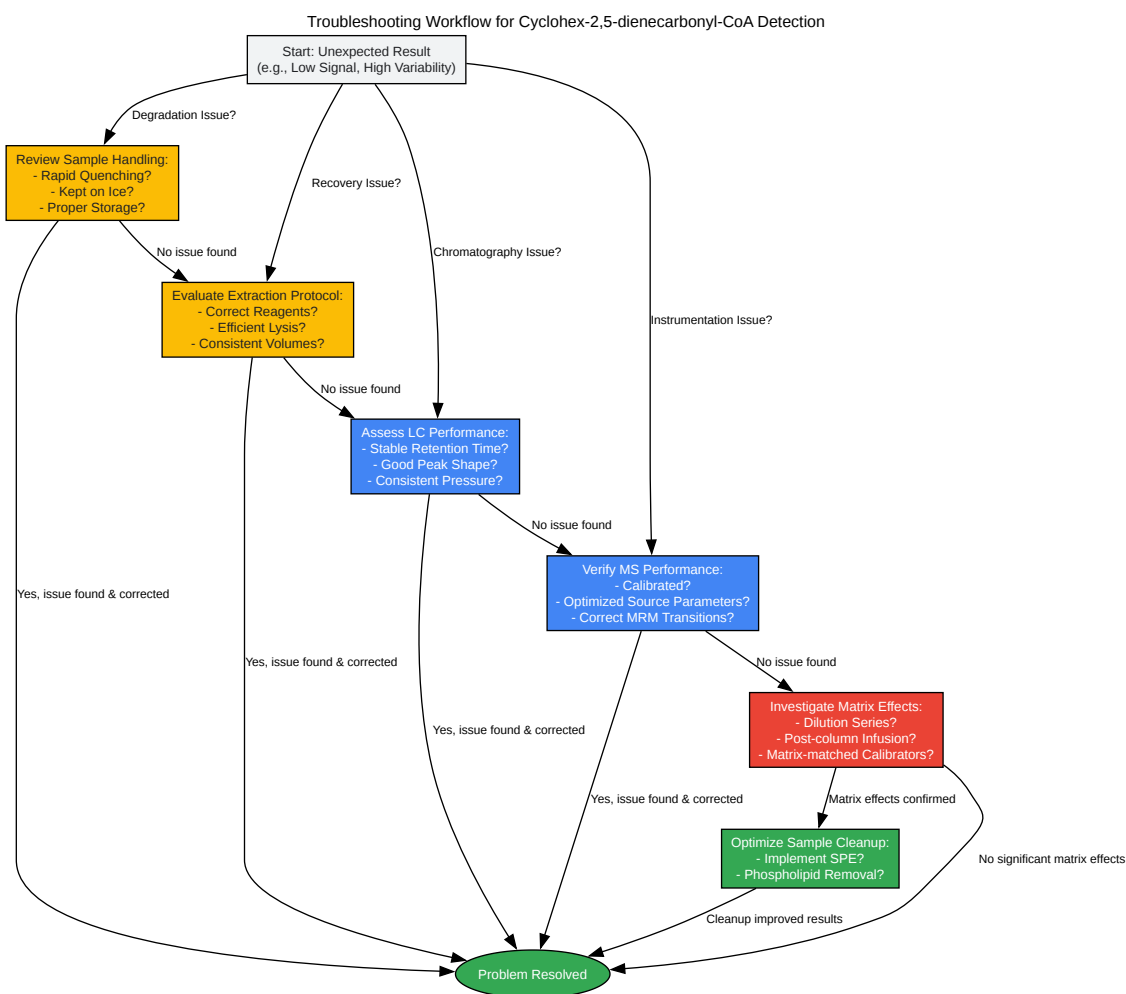 Troubleshooting Workflow for Cyclohex-2,5-dienecarbonyl-CoA Detection
Start: Unexpected Result
(e.g., Low Signal, High Variability)
Degradation Issue?
Review Sample Handling:
- Rapid Quenching?
- Kept on Ice?
- Proper Storage?
Recovery Issue?
No issue found
Chromatography Issue?
Evaluate Extraction Protocol:
- Correct Reagents?
- Efficient Lysis?
- Consistent Volumes?
Instrumentation Issue?
No issue found
Assess LC Performance:
- Stable Retention Time?
- Good Peak Shape?
- Consistent Pressure?
No issue found
Verify MS Performance:
- Calibrated?
- Optimized Source Parameters?
- Correct MRM Transitions?
Yes, issue found & corrected
Yes, issue found & corrected
No issue found
Investigate Matrix Effects:
- Dilution Series?
- Post-column Infusion?
- Matrix-matched Calibrators?
Yes, issue found & corrected
Yes, issue found & corrected
Matrix effects confirmed
Optimize Sample Cleanup:
- Implement SPE?
- Phospholipid Removal?
No significant matrix effects
Cleanup improved results
Problem Resolved